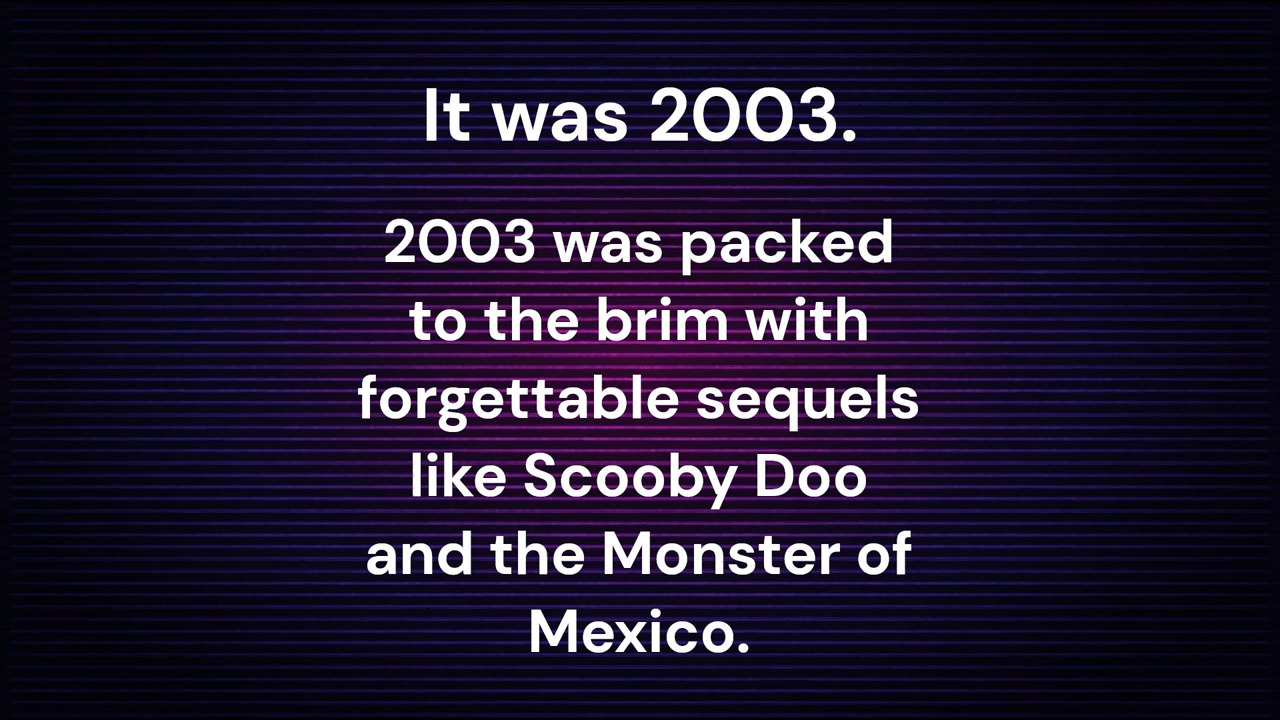 It was 2003.
2003 was packed
to the brim with
forgettable sequels
like Scooby Doo
and the Monster of
Mexico.